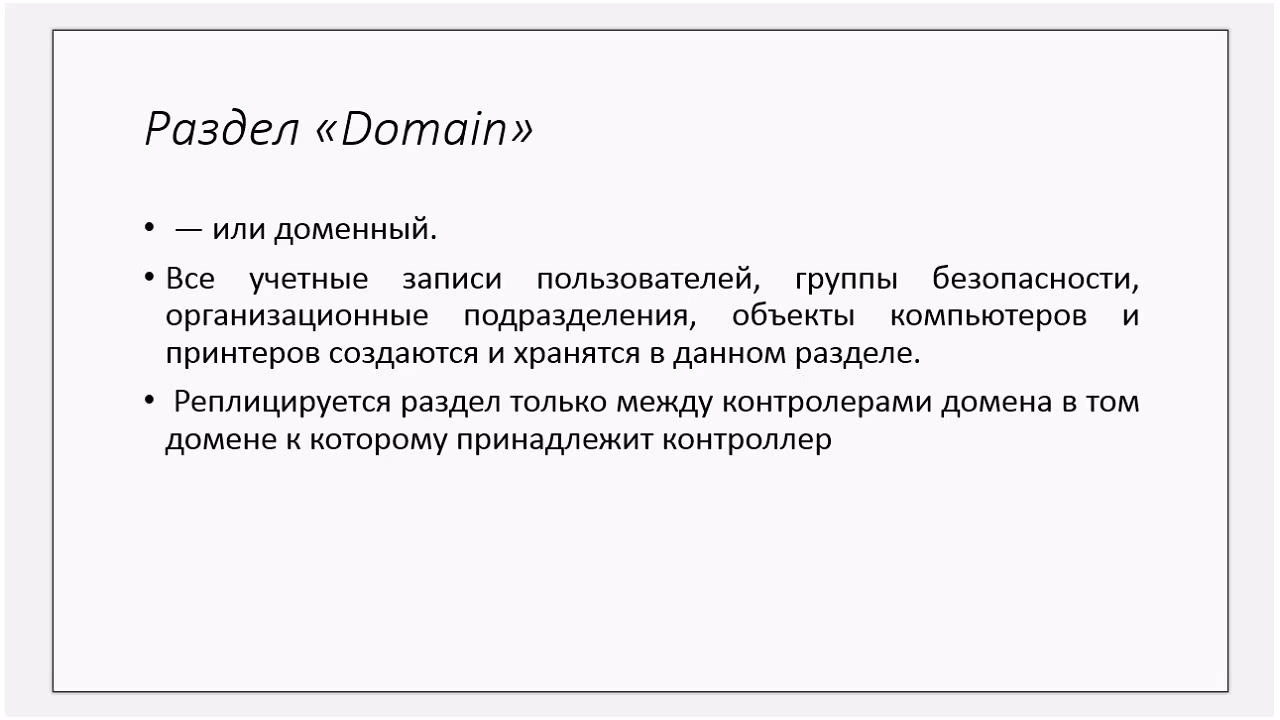 Раздел «Domain»
• — или доменный.
• Все учетные записи пользователей, группы безопасности,
организационные подразделения, объекты компьютеров и
принтеров создаются и хранятся в данном разделе.
• Реплицируется раздел только между контролерами домена в том
домене к которому принадлежит контроллер